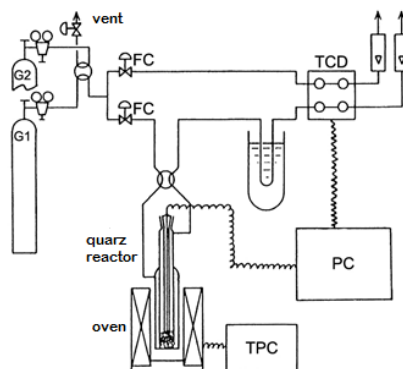 vent
G2
FC
TCD
G1
FC
quarz
reactor
PC
oven
TPC